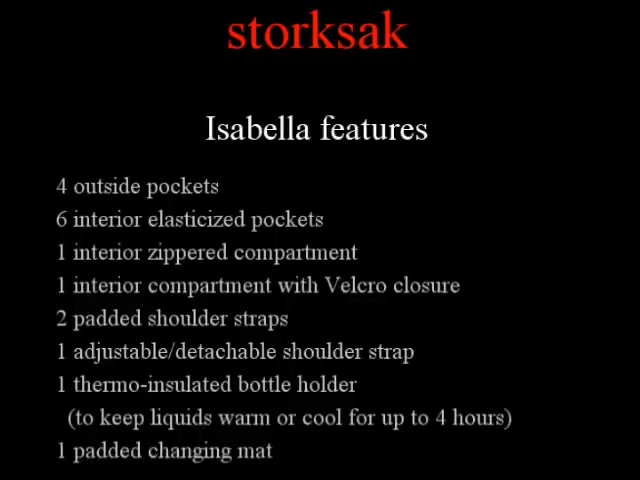 storksak
Isabella features
4 outside pockets
6 interior elasticized pockets
1 interior zippered compartment
1 interior compartment with Velcro closure
2 padded shoulder straps
1 adjustable/detachable shoulder strap
1 thermo-insulated bottle holder
(to keep liquids warm or cool for up to 4 hours)
1 padded changing mat